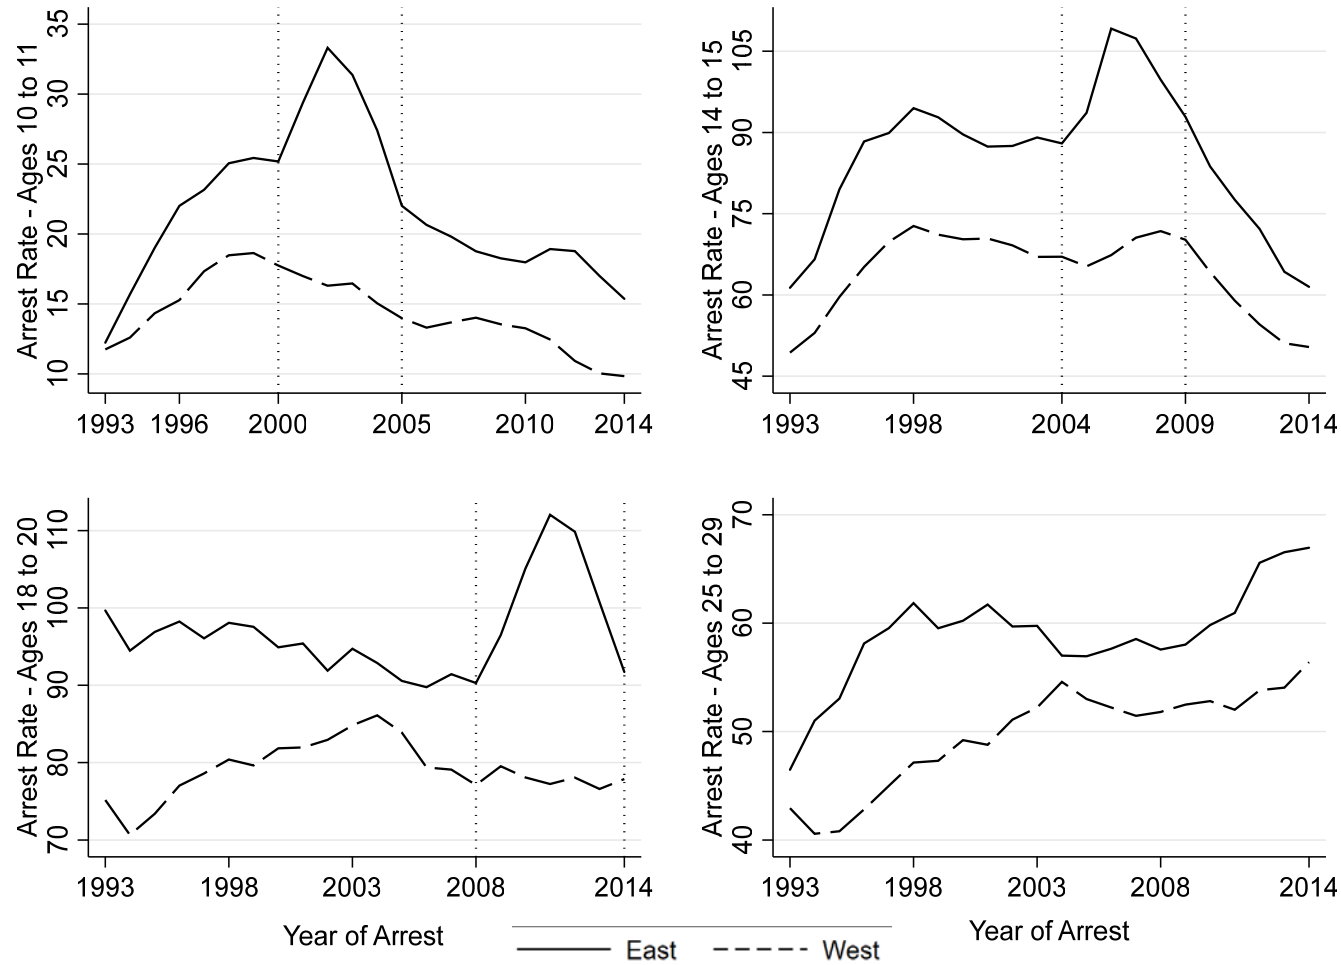 Arrest Rate - Ages 10 to 11
35
30
25
20
15
10
1993 1996 2000 2005 2010 2014
Arrest Rate - Ages 14 to 15
105
90
75
60
45
1993 1998 2004 2009 2014
Arrest Rate - Ages 18 to 20
110
100
90
80
70
1993 1998 2003 2008 2014
Year of Arrest
Arrest Rate - Ages 25 to 29
70
60
50
40
1993 1998 2003 2008 2014
Year of Arrest
East West